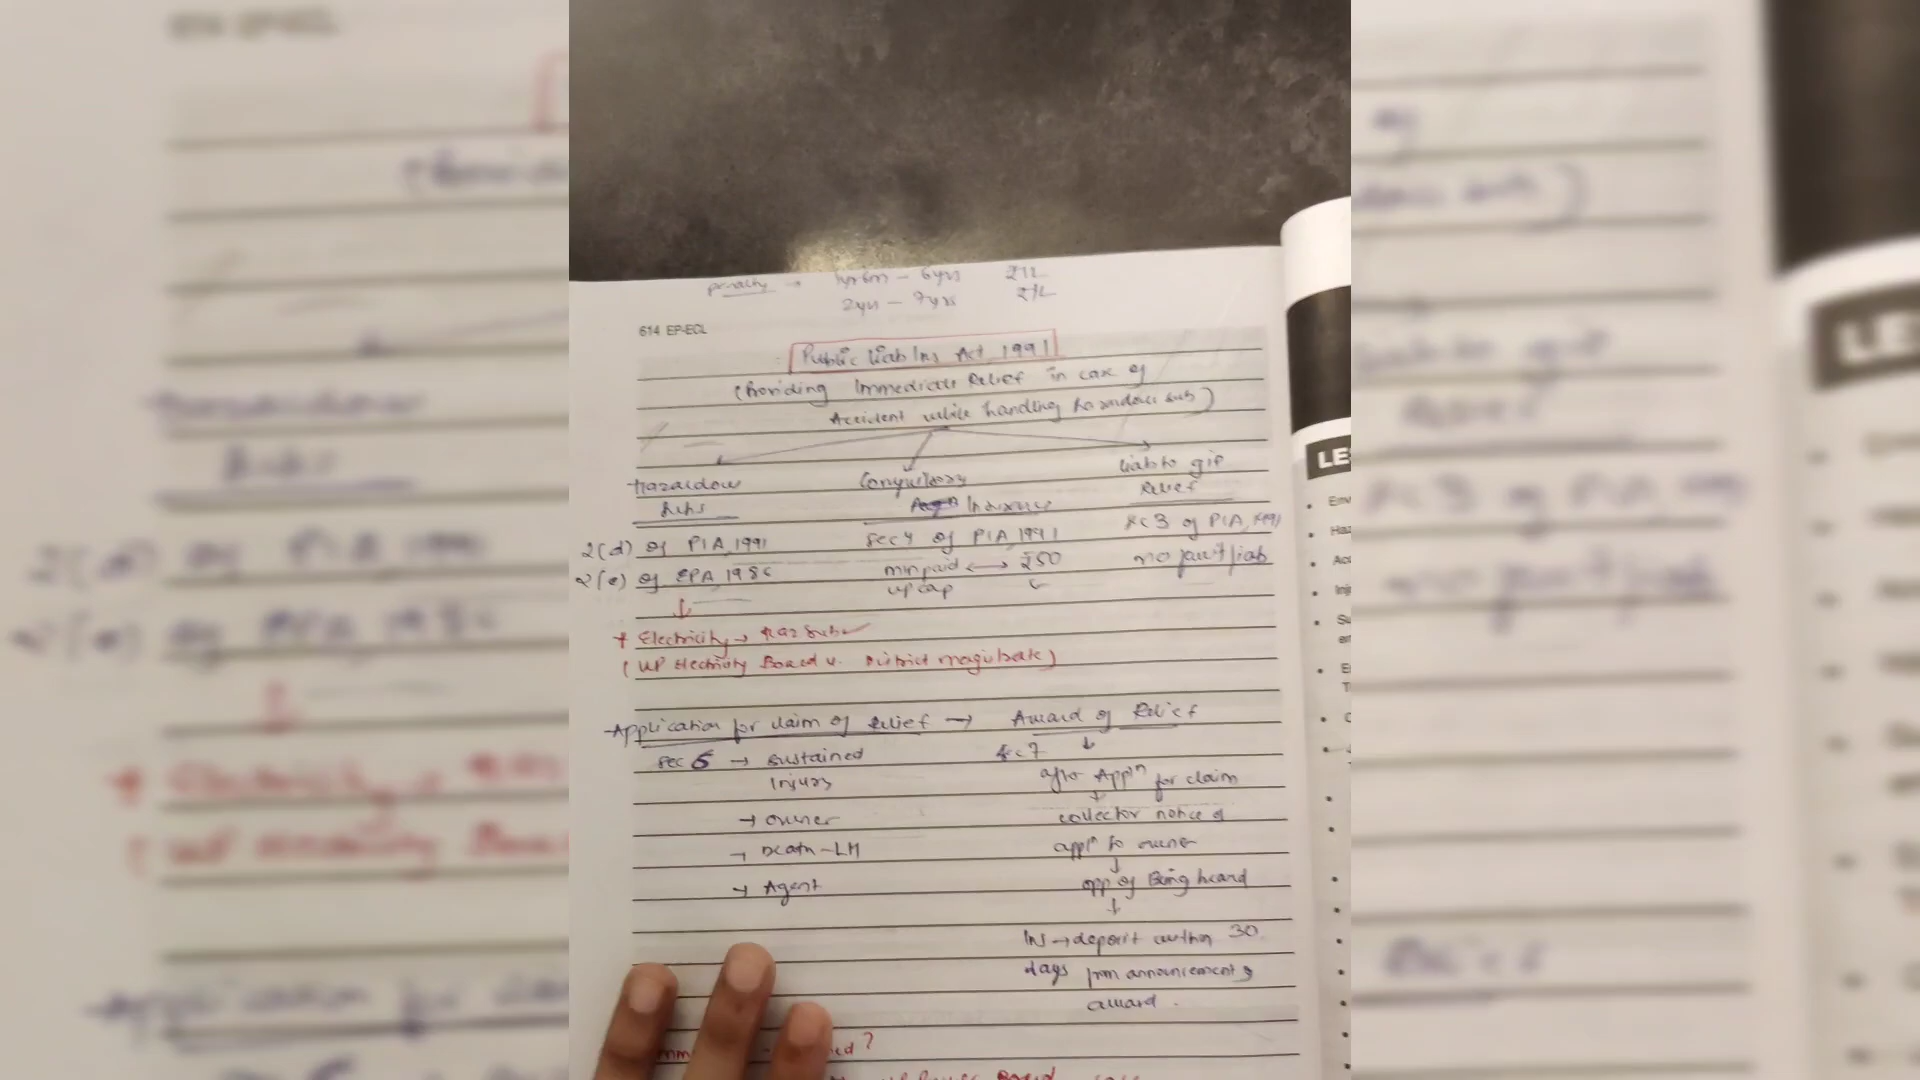 penalty → 1yr6m – 6yrs ₹1L
2yrs – 7yrs ₹1L
614 EP-ECL
Public Liab Ins Act 1991
(Providing Immediate Relief in case of
Accident while handling hazardous sub)
Hazardous
Subs
2(d) of PIA, 1991
2(e) of EPA, 1986
Compulsory
Insurance
Sec 4 of PIA, 1991
min paid ↔ ₹50
up cap
Liab to give
Relief
Sec 3 of PIA, 1991
no fault liab
* Electricity → Haz Sub
(UP Electricity Board v. District magistrate)
Application for claim of Relief → Award of Relief
Sec 6 → Sustained
Injury
→ owner
→ Death - LH
→ Agent
Sec 7
after Appⁿ for claim
collector notice of
appⁿ to owner
opp of Being heard
Ins → deposit within 30
days from announcement of
award.
LE